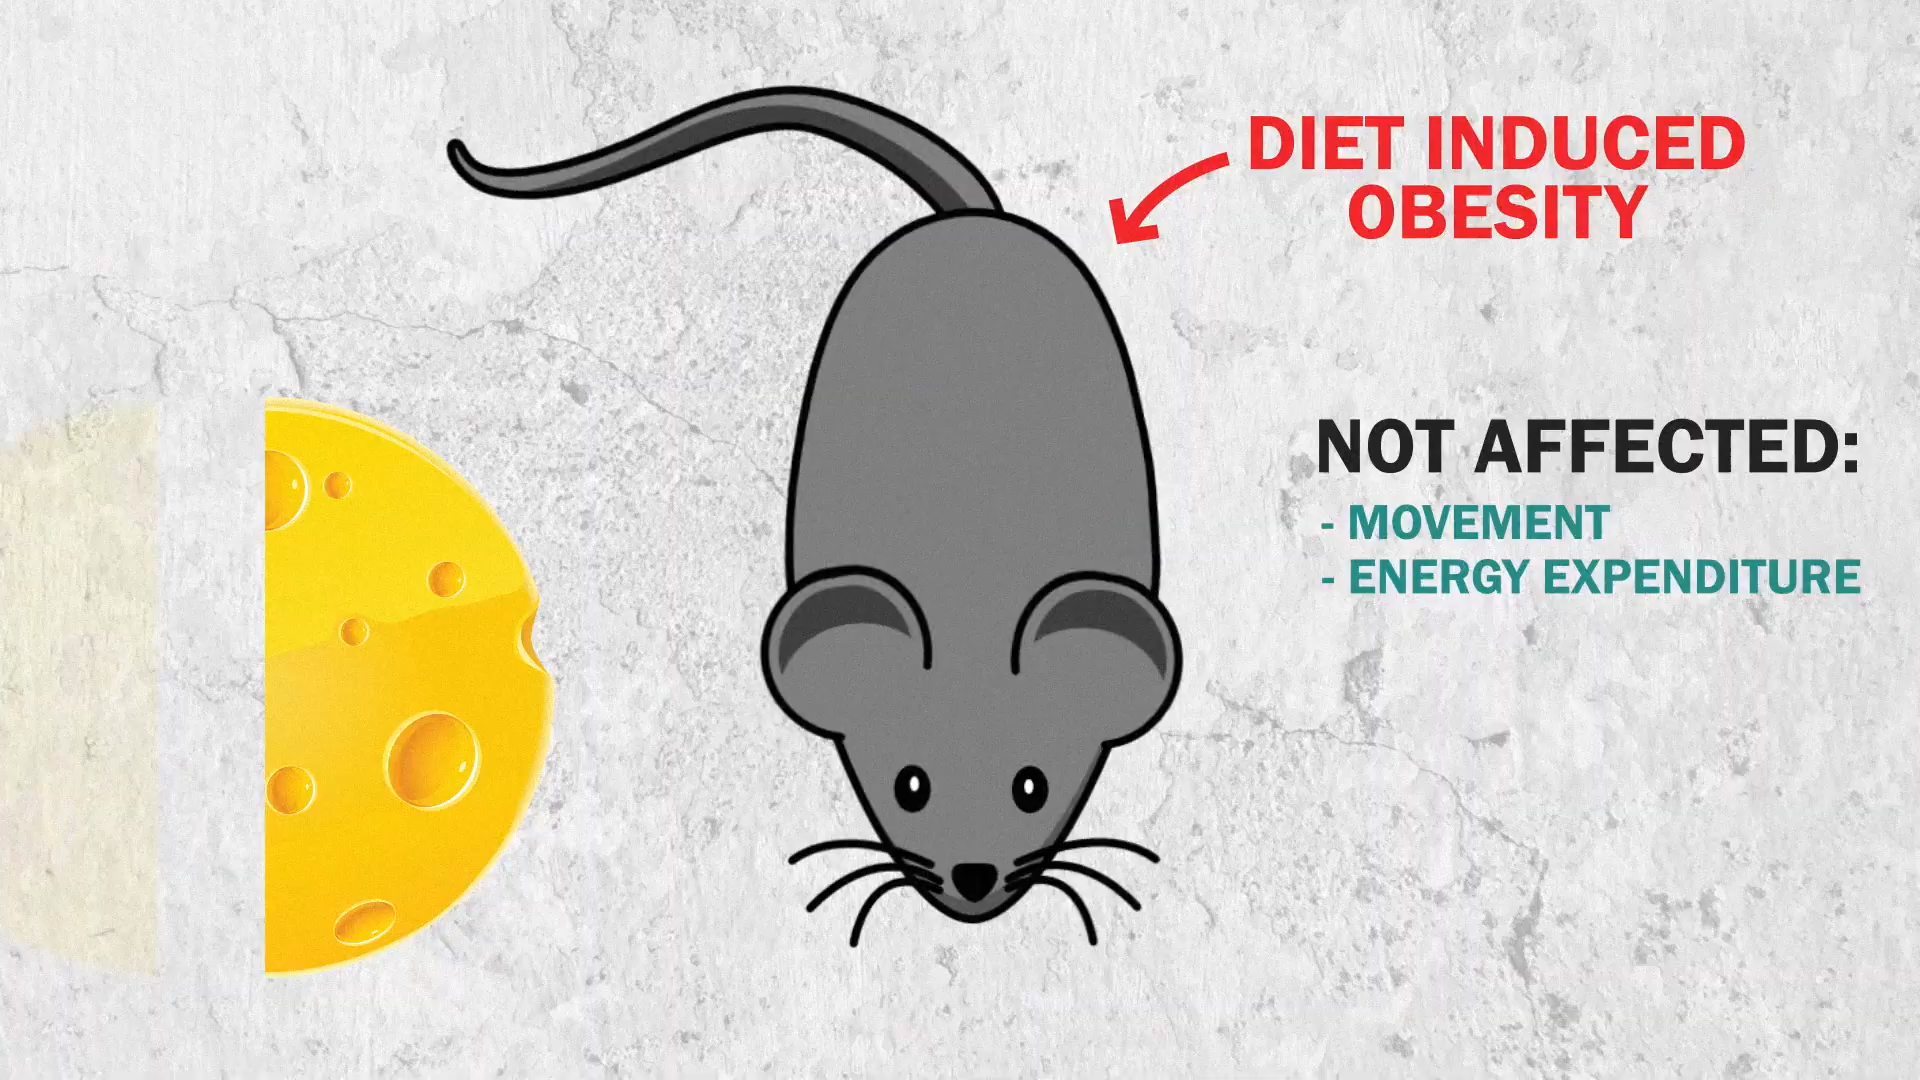 DIET INDUCED
OBESITY
NOT AFFECTED:
- MOVEMENT
- ENERGY EXPENDITURE